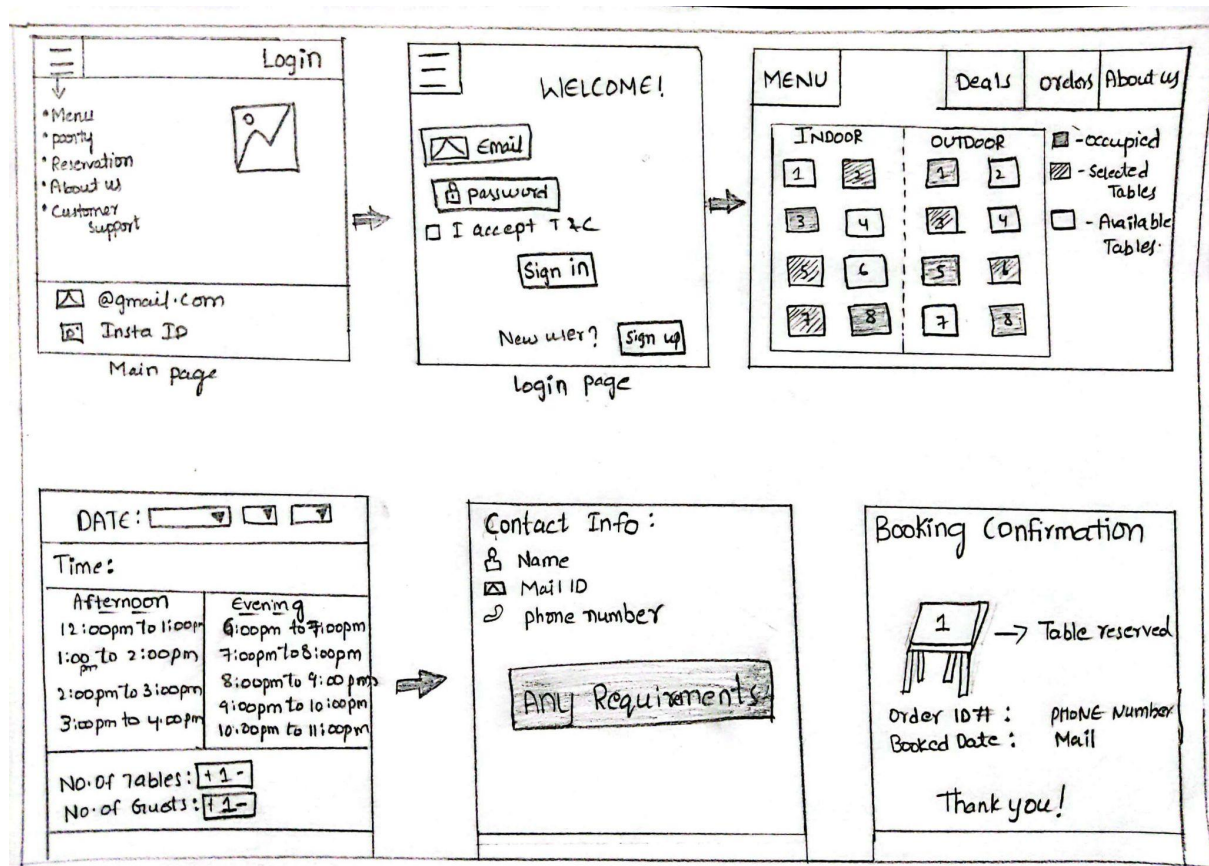 Login
• Menu
• party
• Reservation
• About us
• Customer
Support
@gmail.com
Insta ID
Main page
WELCOME!
Email
password
I accept T&C
Sign in
New user? Sign up
Login page
MENU Deals orders About us
INDOOR OUTDOOR
1 2 1 2
3 4 3 4
5 6 5 6
7 8 7 8
- occupied
- Selected
Tables
- Available
Tables.
DATE:
Time:
Afternoon
12:00pm to 1:00pm
1:00pm to 2:00pm
2:00pm to 3:00pm
3:00pm to 4:00pm
Evening
6:00pm to 7:00pm
7:00pm to 8:00pm
8:00pm to 9:00pm
9:00pm to 10:00pm
10:00pm to 11:00pm
No. of Tables: + 1 -
No. of Guests: + 1 -
Contact Info:
Name
Mail ID
phone number
Any Requirements
Booking Confirmation
1 → Table reserved
Order ID# : PHONE Number
Booked Date : Mail
Thank you!